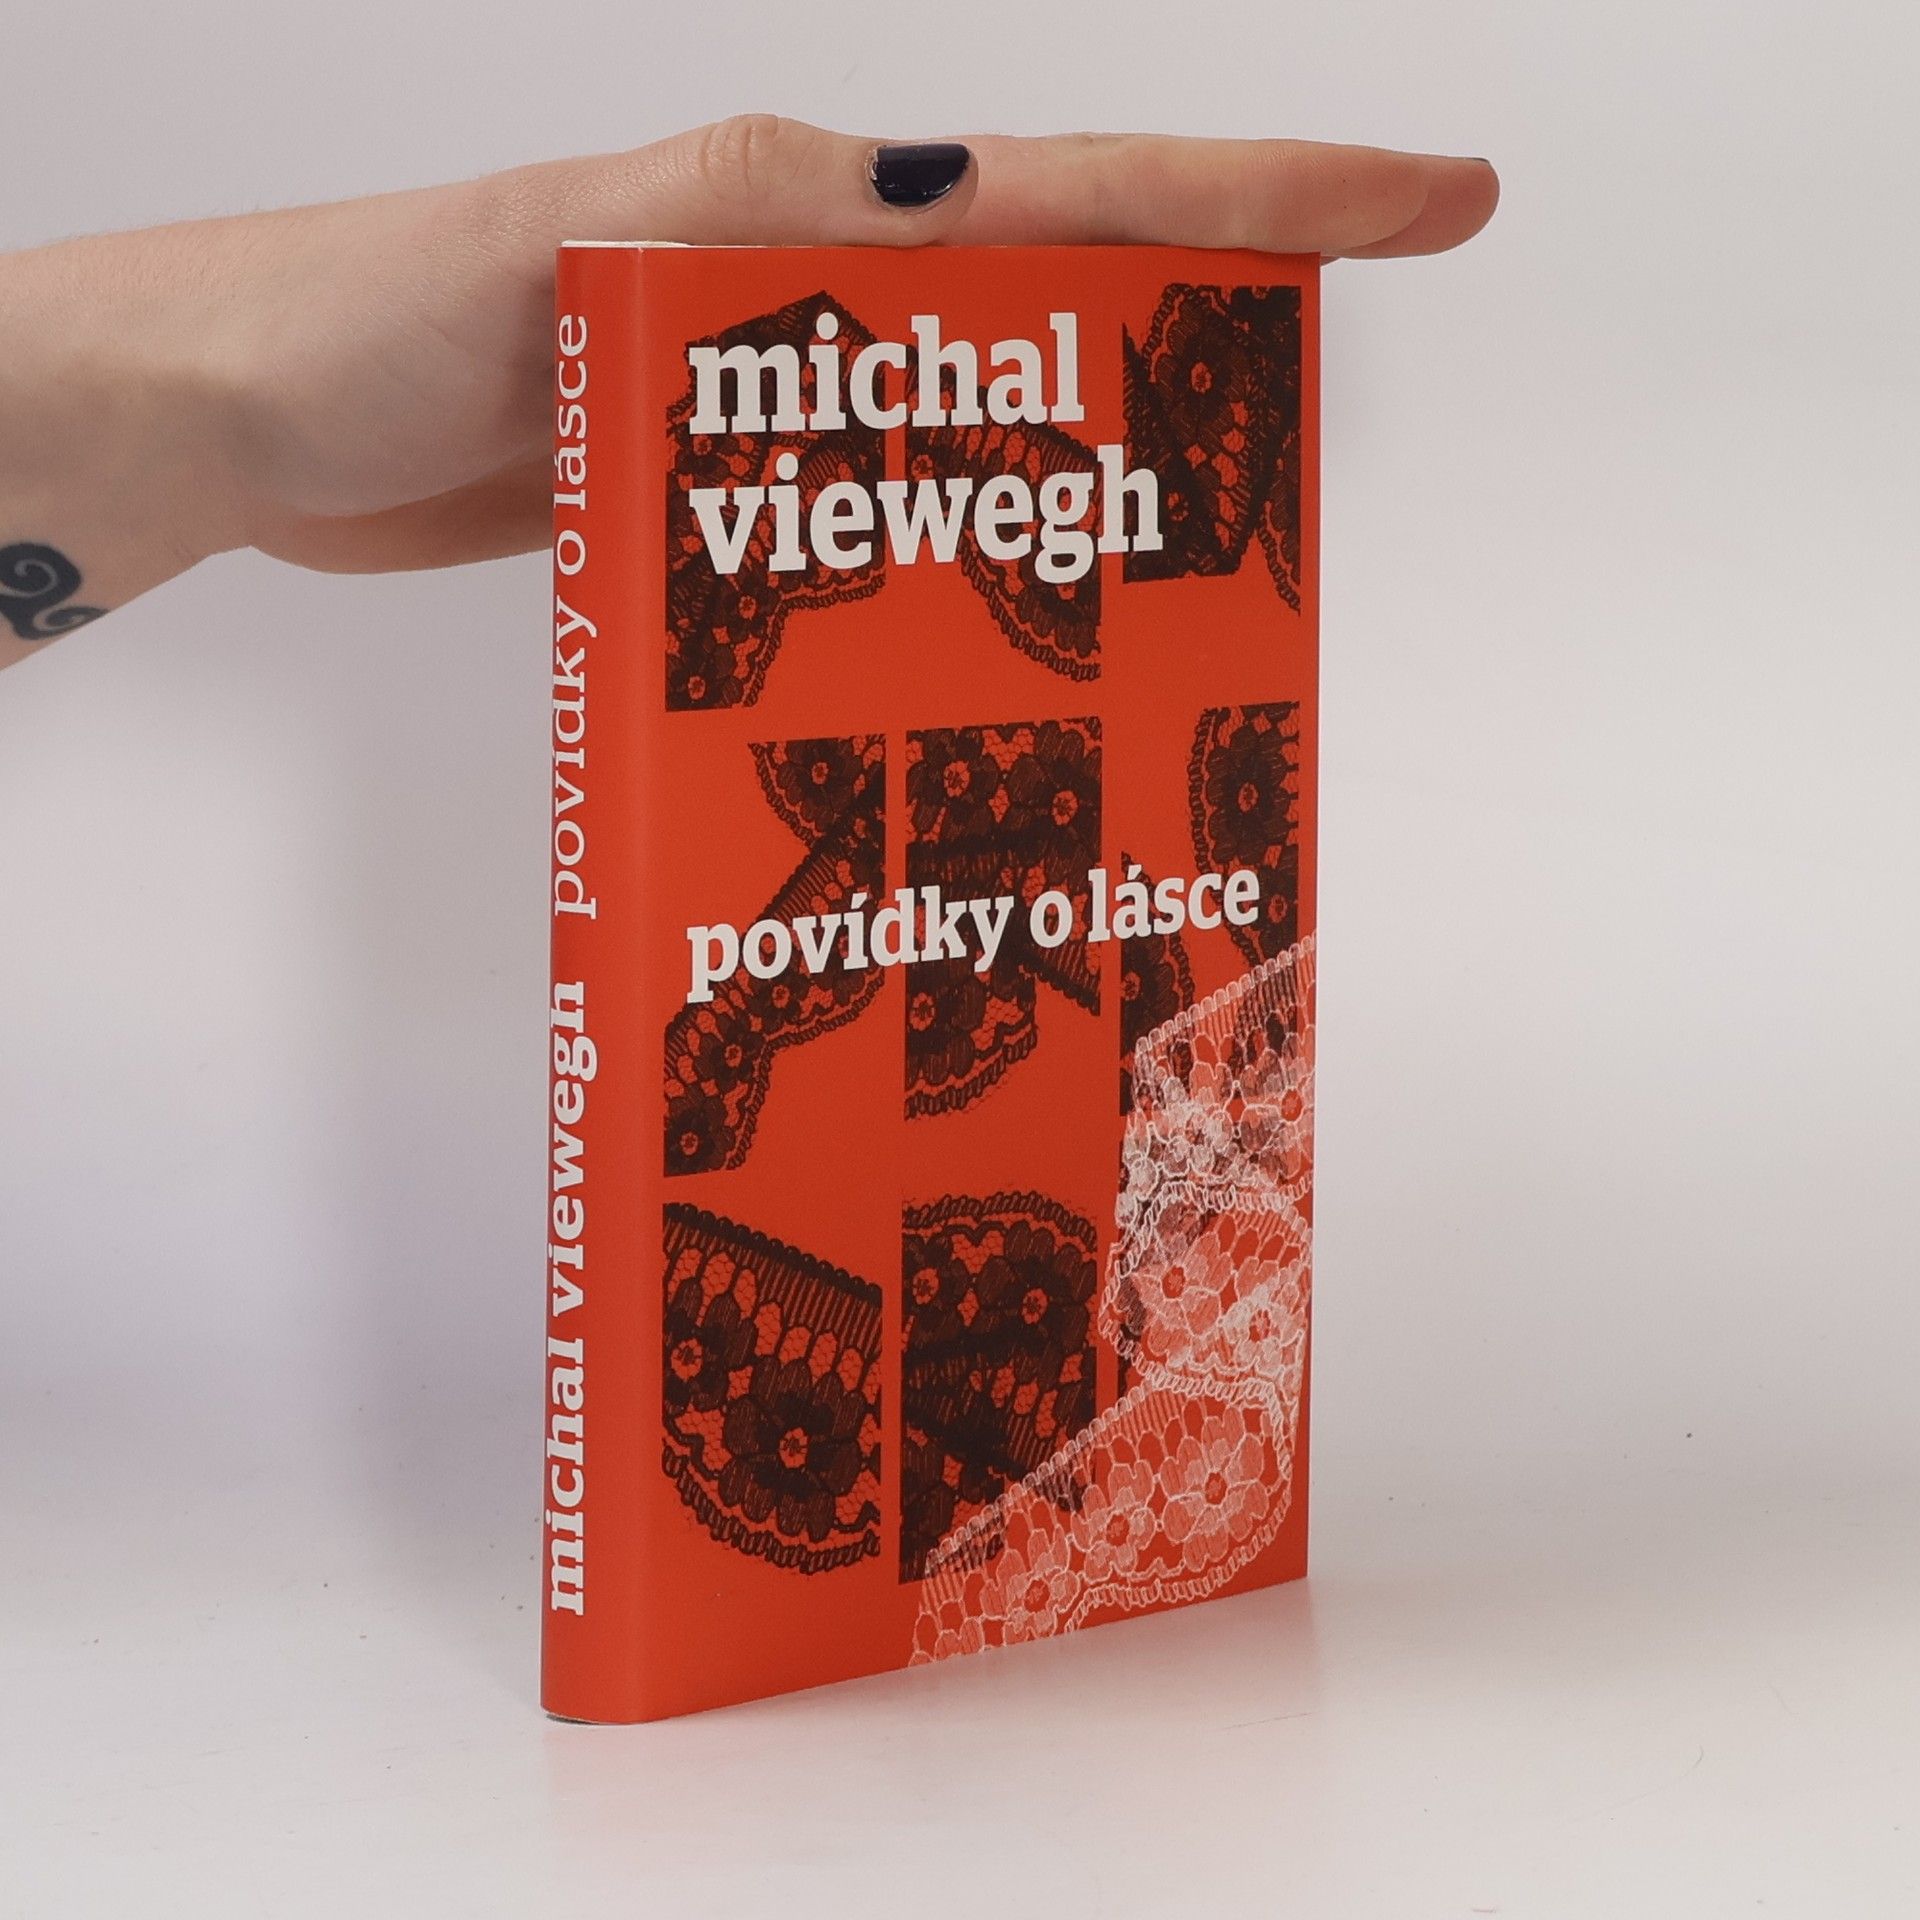 michal
viewegh
povídky o lásce
michal viewegh povídky o lásce